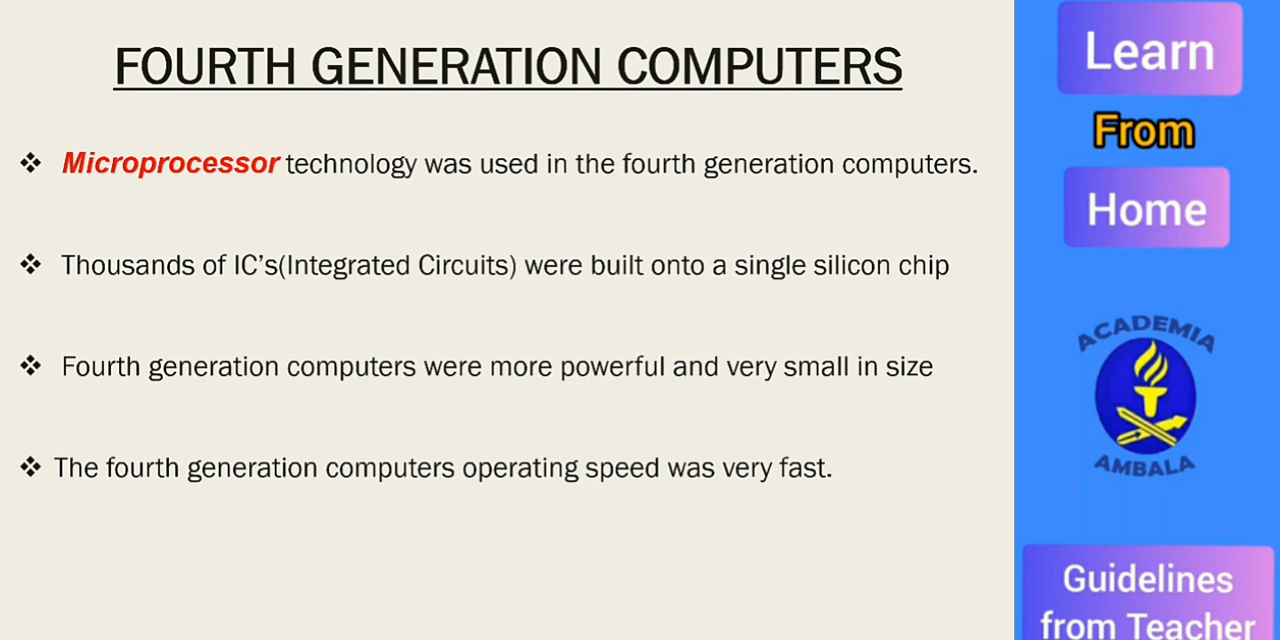 FOURTH GENERATION COMPUTERS
❖ Microprocessor technology was used in the fourth generation computers.
❖ Thousands of IC's(Integrated Circuits) were built onto a single silicon chip
❖ Fourth generation computers were more powerful and very small in size
❖ The fourth generation computers operating speed was very fast.
Learn
From
Home
ACADEMIA
AMBALA
Guidelines
from Teacher